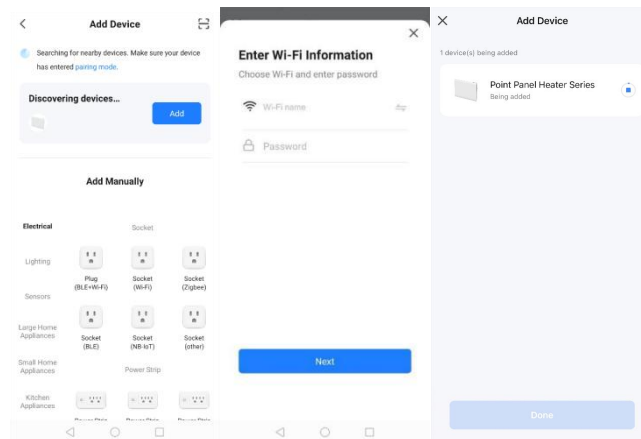 Add Device
Searching for nearby devices. Make sure your device
has entered pairing mode.
Discovering devices...
Add
Add Manually
Electrical
Socket
Lighting
Plug
(BLE+Wi-Fi)
Socket
(Wi-Fi)
Socket
(Zigbee)
Sensors
Large Home
Appliances
Socket
(BLE)
Socket
(NB-IoT)
Socket
(other)
Small Home
Appliances
Power Strip
Kitchen
Appliances
Enter Wi-Fi Information
Choose Wi-Fi and enter password
Wi-Fi name
Password
Next
Add Device
1 device(s) being added
Point Panel Heater Series
Being added
Done